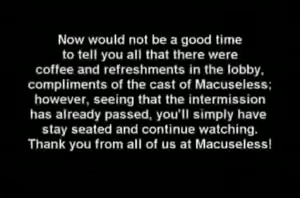 Now would not be a good time
to tell you all that there were
coffee and refreshments in the lobby,
compliments of the cast of Macuseless;
however, seeing that the intermission
has already passed, you'll simply have
stay seated and continue watching.
Thank you from all of us at Macuseless!